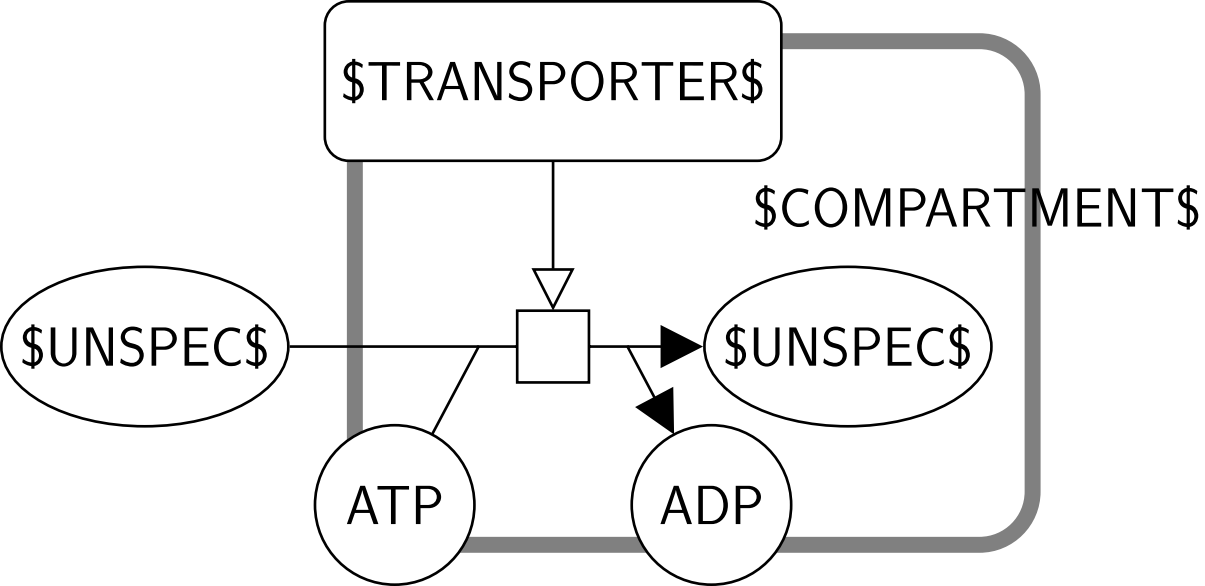 $TRANSPORTER$
$COMPARTMENT$
$UNSPEC$
$UNSPEC$
ATP
ADP